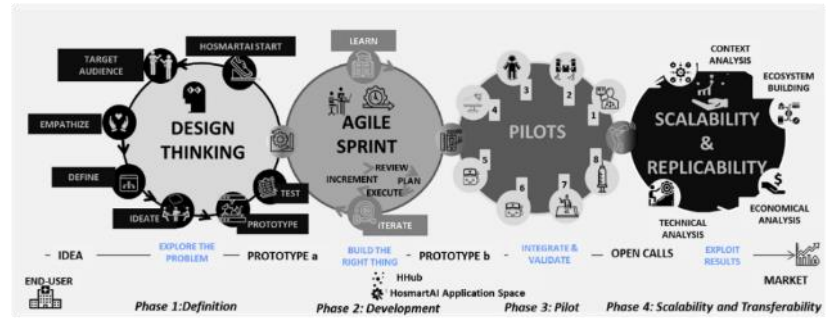 HOSMARTAI START
TARGET
AUDIENCE
EMPATHIZE
DEFINE
IDEATE
PROTOTYPE
TEST
DESIGN
THINKING
LEARN
AGILE
SPRINT
REVIEW
INCREMENT
PLAN
EXECUTE
ITERATE
PILOTS
1
2
3
4
5
6
7
8
CONTEXT
ANALYSIS
ECOSYSTEM
BUILDING
SCALABILITY
&
REPLICABILITY
TECHNICAL
ANALYSIS
ECONOMICAL
ANALYSIS
IDEA
EXPLORE THE
PROBLEM
PROTOTYPE a
BUILD THE
RIGHT THING
PROTOTYPE b
INTEGRATE &
VALIDATE
OPEN CALLS
EXPLOIT
RESULTS
MARKET
END-USER
HHub
HosmartAI Application Space
Phase 1:Definition
Phase 2: Development
Phase 3: Pilot
Phase 4: Scalability and Transferability